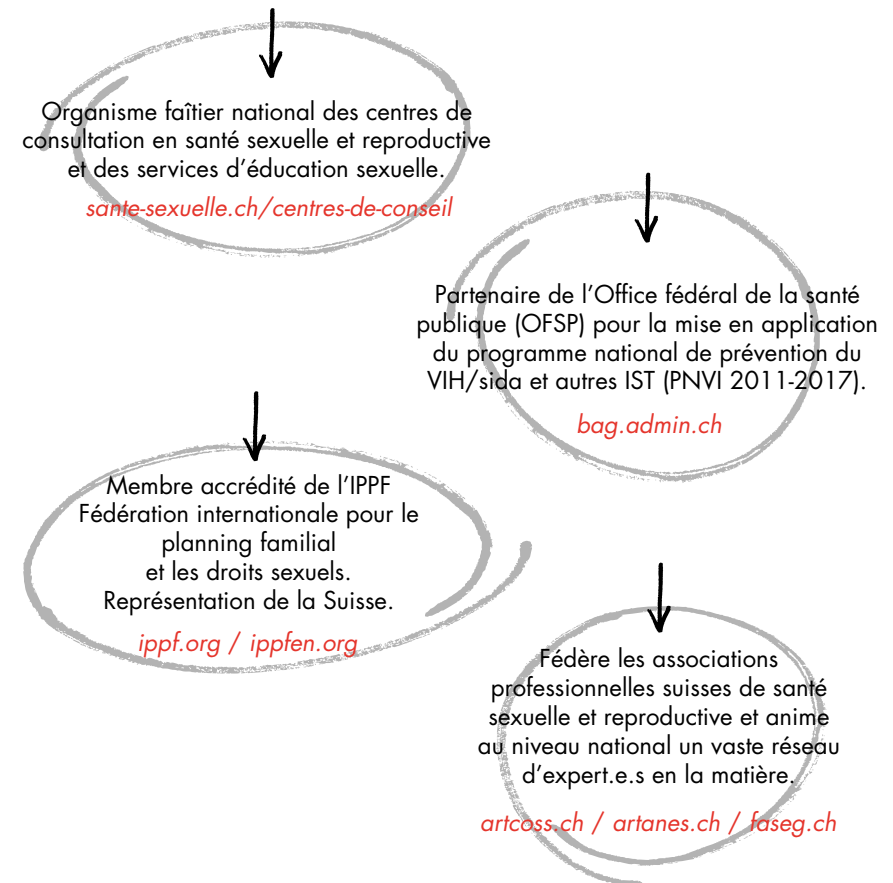 Organisme faîtier national des centres de
consultation en santé sexuelle et reproductive
et des services d'éducation sexuelle.
sante-sexuelle.ch/centres-de-conseil
Partenaire de l'Office fédéral de la santé
publique (OFSP) pour la mise en application
du programme national de prévention du
VIH/sida et autres IST (PNVI 2011-2017).
bag.admin.ch
Membre accrédité de l'IPPF
Fédération internationale pour le
planning familial
et les droits sexuels.
Représentation de la Suisse.
ippf.org / ippfen.org
Fédère les associations
professionnelles suisses de santé
sexuelle et reproductive et anime
au niveau national un vaste réseau
d'expert.e.s en la matière.
artcoss.ch / artanes.ch / faseg.ch